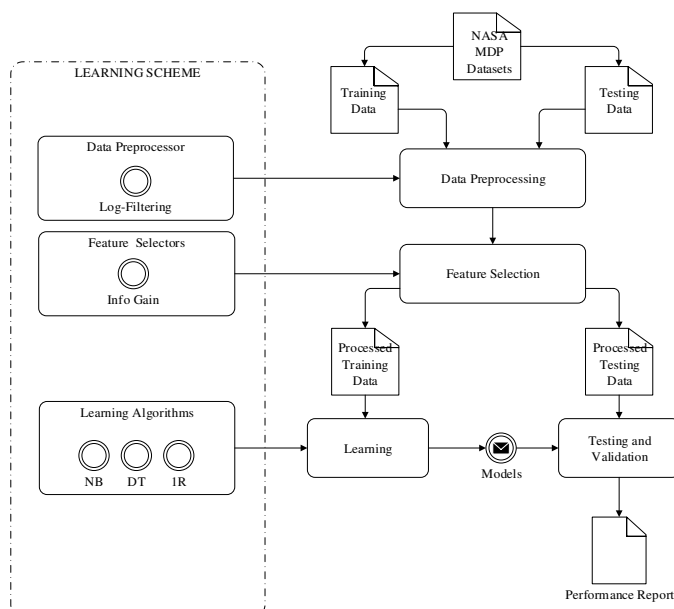 NASA
MDP
Datasets
LEARNING SCHEME
Training
Data
Testing
Data
Data Preprocessor
Log-Filtering
Data Preprocessing
Feature Selectors
Info Gain
Feature Selection
Processed
Training
Data
Processed
Testing
Data
Learning Algorithms
NB DT 1R
Learning
Models
Testing and
Validation
Performance Report